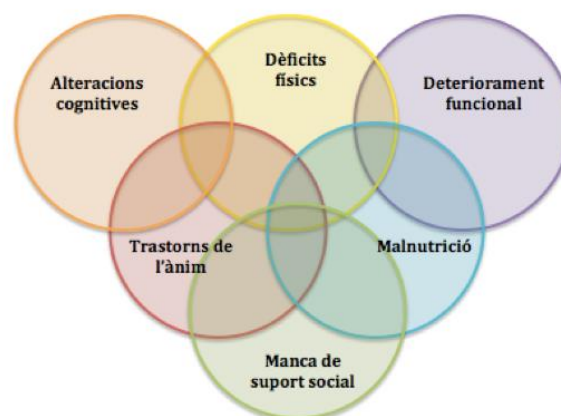 Alteracions
cognitives
Dèficits
físics
Deteriorament
funcional
Trastorns de
l'ànim
Malnutrició
Manca de
suport social